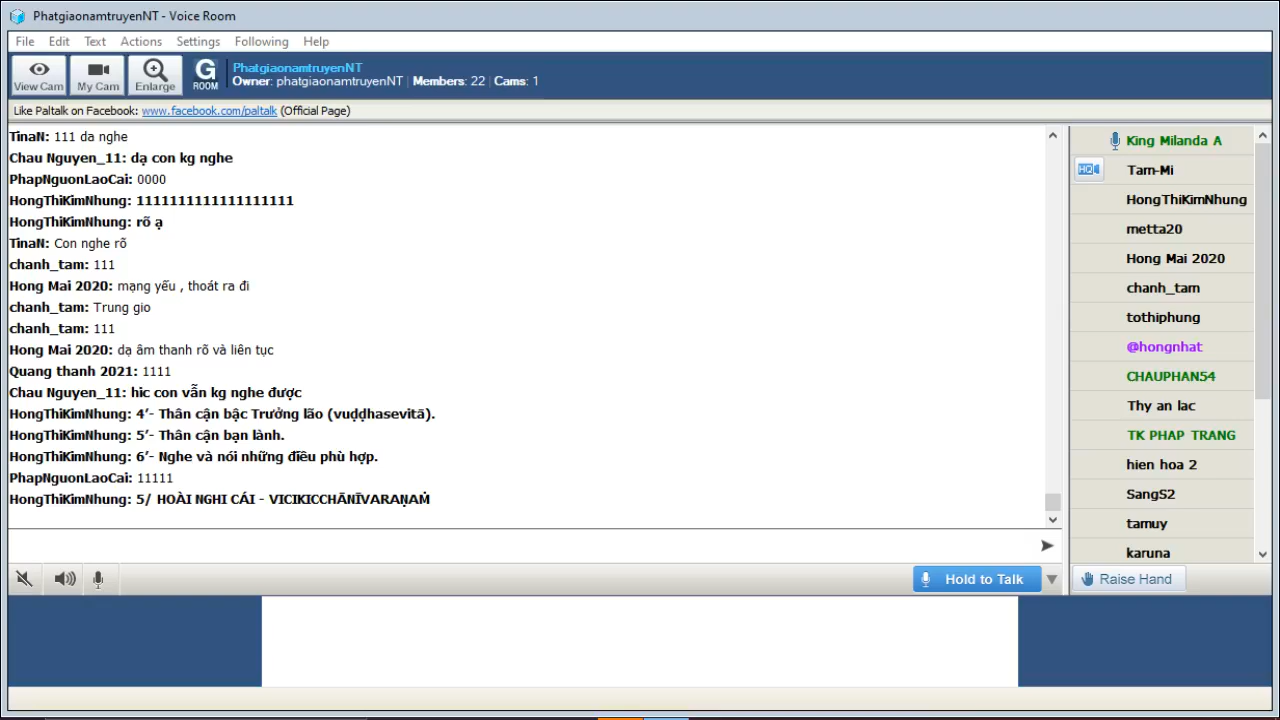 PhatgiaonamtruyenNT - Voice Room
File Edit Text Actions Settings Following Help
View Cam
My Cam
Enlarge
G
ROOM
PhatgiaonamtruyenNT
Owner: phatgiaonamtruyenNT | Members: 22 | Cams: 1
Like Paltalk on Facebook: www.facebook.com/paltalk (Official Page)
TinaN: 111 da nghe
Chau Nguyen_11: dạ con kg nghe
PhapNguonLaoCai: 0000
HongThiKimNhung: 1111111111111111111
HongThiKimNhung: rõ ạ
TinaN: Con nghe rõ
chanh_tam: 111
Hong Mai 2020: mạng yếu , thoát ra đi
chanh_tam: Trung gio
chanh_tam: 111
Hong Mai 2020: dạ âm thanh rõ và liên tục
Quang thanh 2021: 1111
Chau Nguyen_11: hic con vẫn kg nghe được
HongThiKimNhung: 4’- Thân cận bậc Trưởng lão (vuḍḍhasevitā).
HongThiKimNhung: 5’- Thân cận bạn lành.
HongThiKimNhung: 6’- Nghe và nói những điều phù hợp.
PhapNguonLaoCai: 11111
HongThiKimNhung: 5/ HOÀI NGHI CÁI - VICIKICCHĀNĪVARAṆAṀ
King Milanda A
HD
Tam-Mi
HongThiKimNhung
metta20
Hong Mai 2020
chanh_tam
tothiphung
@hongnhat
CHAUPHAN54
Thy an lac
TK PHAP TRANG
hien hoa 2
SangS2
tamuy
karuna
Hold to Talk
Raise Hand